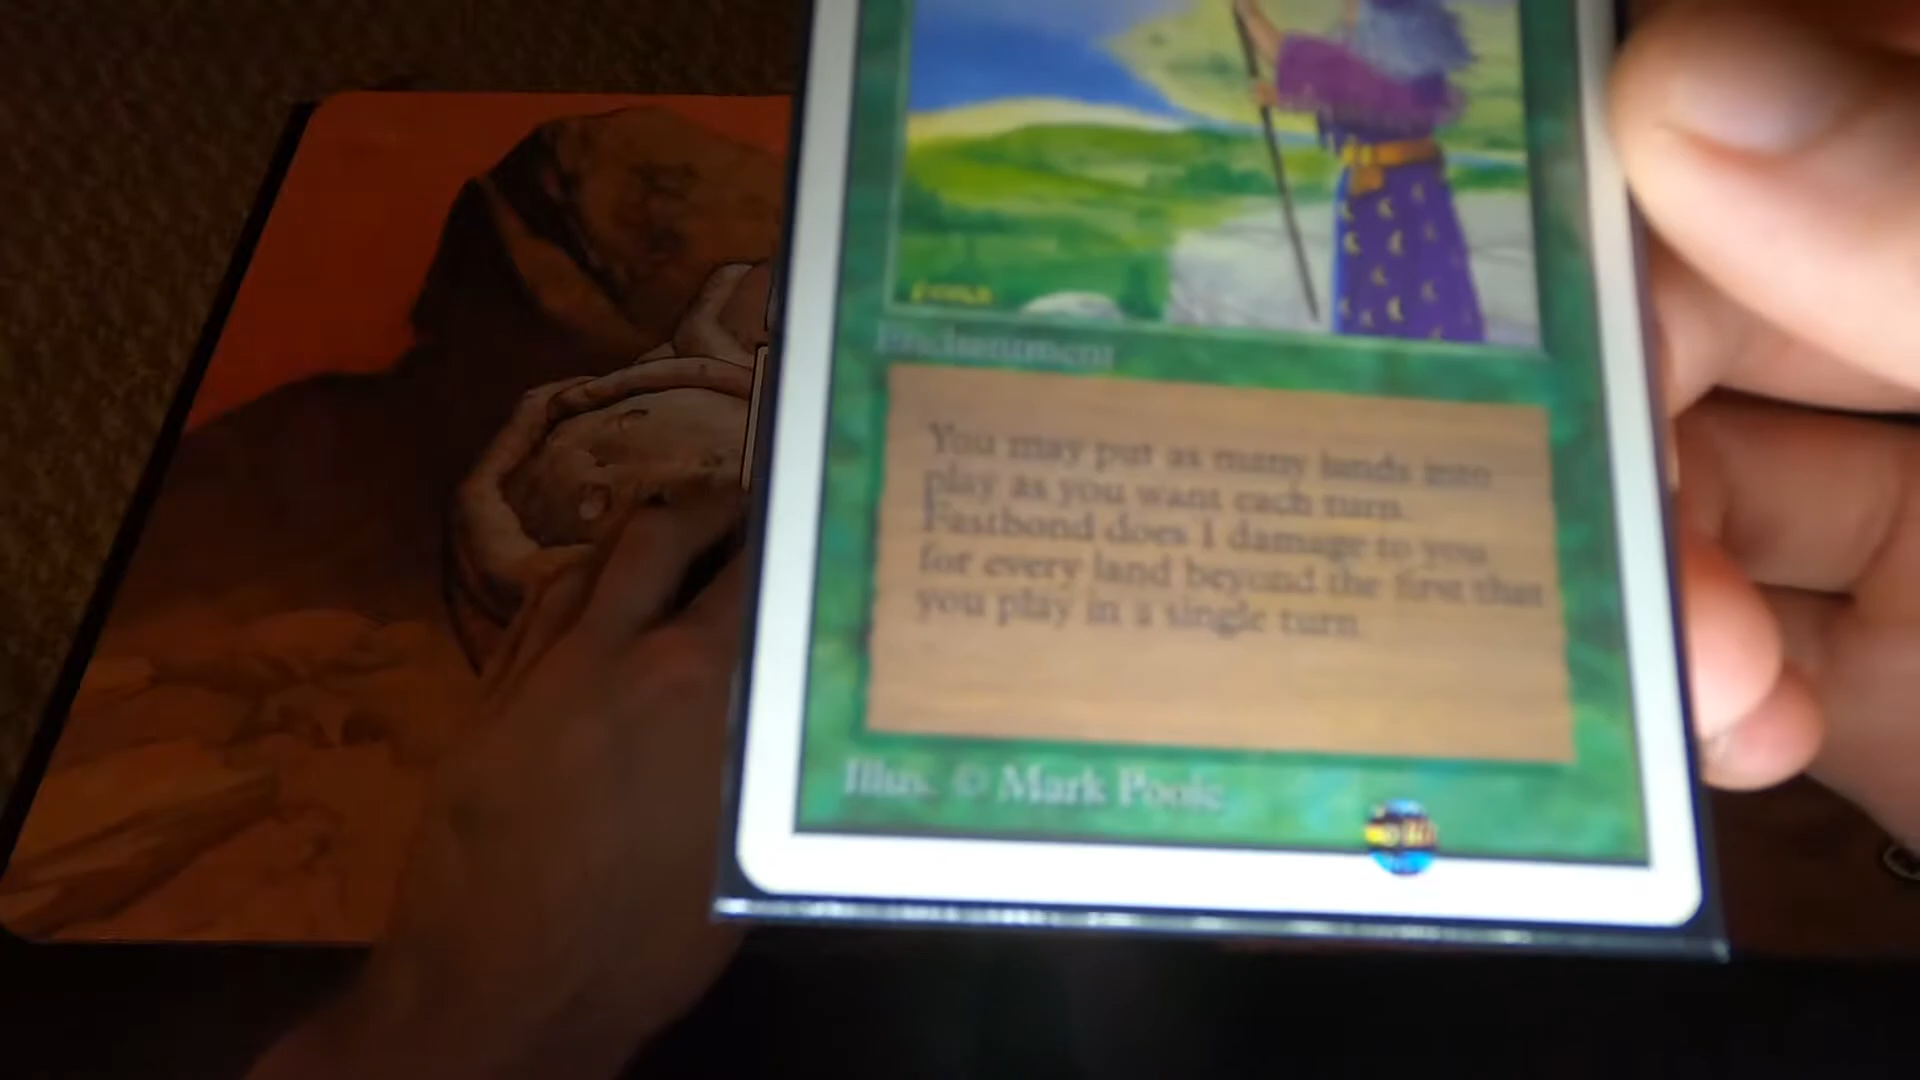 Enchantment
You may put as many lands into
play as you want each turn.
Fastbond does 1 damage to you
for every land beyond the first that
you play in a single turn.
Illus. © Mark Poole